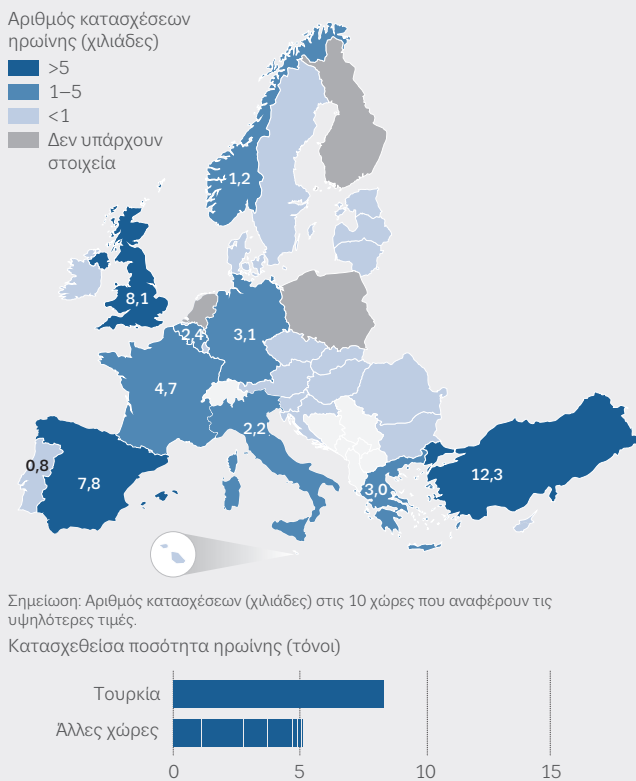 Αριθμός κατασχέσεων
ηρωίνης (χιλιάδες)
>5
1–5
<1
Δεν υπάρχουν
στοιχεία
1,2
8,1
2,4
3,1
4,7
2,2
0,8
7,8
3,0
12,3
Σημείωση: Αριθμός κατασχέσεων (χιλιάδες) στις 10 χώρες που αναφέρουν τις
υψηλότερες τιμές.
Κατασχεθείσα ποσότητα ηρωίνης (τόνοι)
Τουρκία
Άλλες χώρες
0 5 10 15